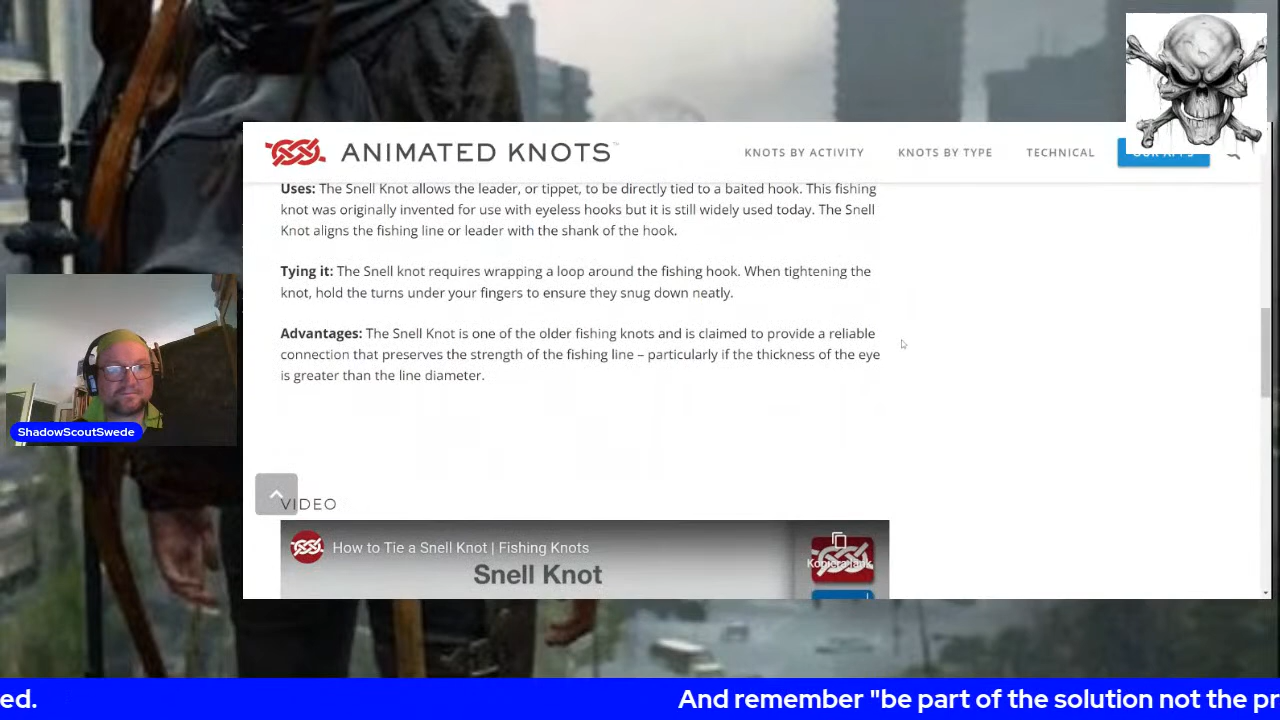 ANIMATED KNOTS
KNOTS BY ACTIVITY
KNOTS BY TYPE
TECHNICAL
OUR APPS
Uses: The Snell Knot allows the leader, or tippet, to be directly tied to a baited hook. This fishing
knot was originally invented for use with eyeless hooks but it is still widely used today. The Snell
Knot aligns the fishing line or leader with the shank of the hook.
Tying it: The Snell knot requires wrapping a loop around the fishing hook. When tightening the
knot, hold the turns under your fingers to ensure they snug down neatly.
Advantages: The Snell Knot is one of the older fishing knots and is claimed to provide a reliable
connection that preserves the strength of the fishing line – particularly if the thickness of the eye
is greater than the line diameter.
ShadowScoutSwede
VIDEO
How to Tie a Snell Knot | Fishing Knots
Kopiera länk
Snell Knot
ed.
And remember "be part of the solution not the pr